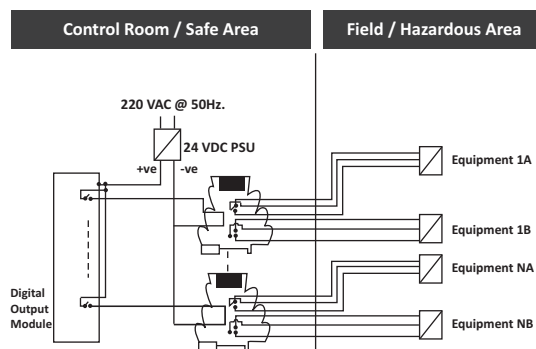 Control Room / Safe Area
Field / Hazardous Area
220 VAC @ 50Hz.
24 VDC PSU
+ve
-ve
Equipment 1A
Equipment 1B
Equipment NA
Digital
Output
Module
Equipment NB